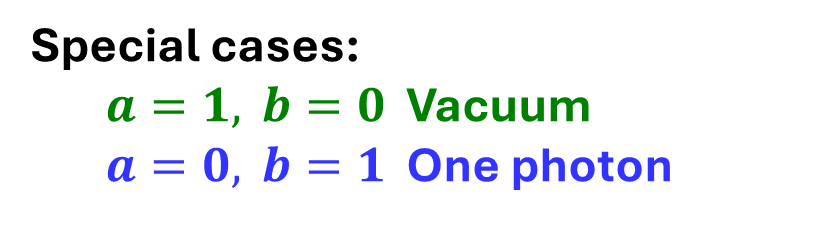 Special cases:
a = 1, b = 0 Vacuum
a = 0, b = 1 One photon